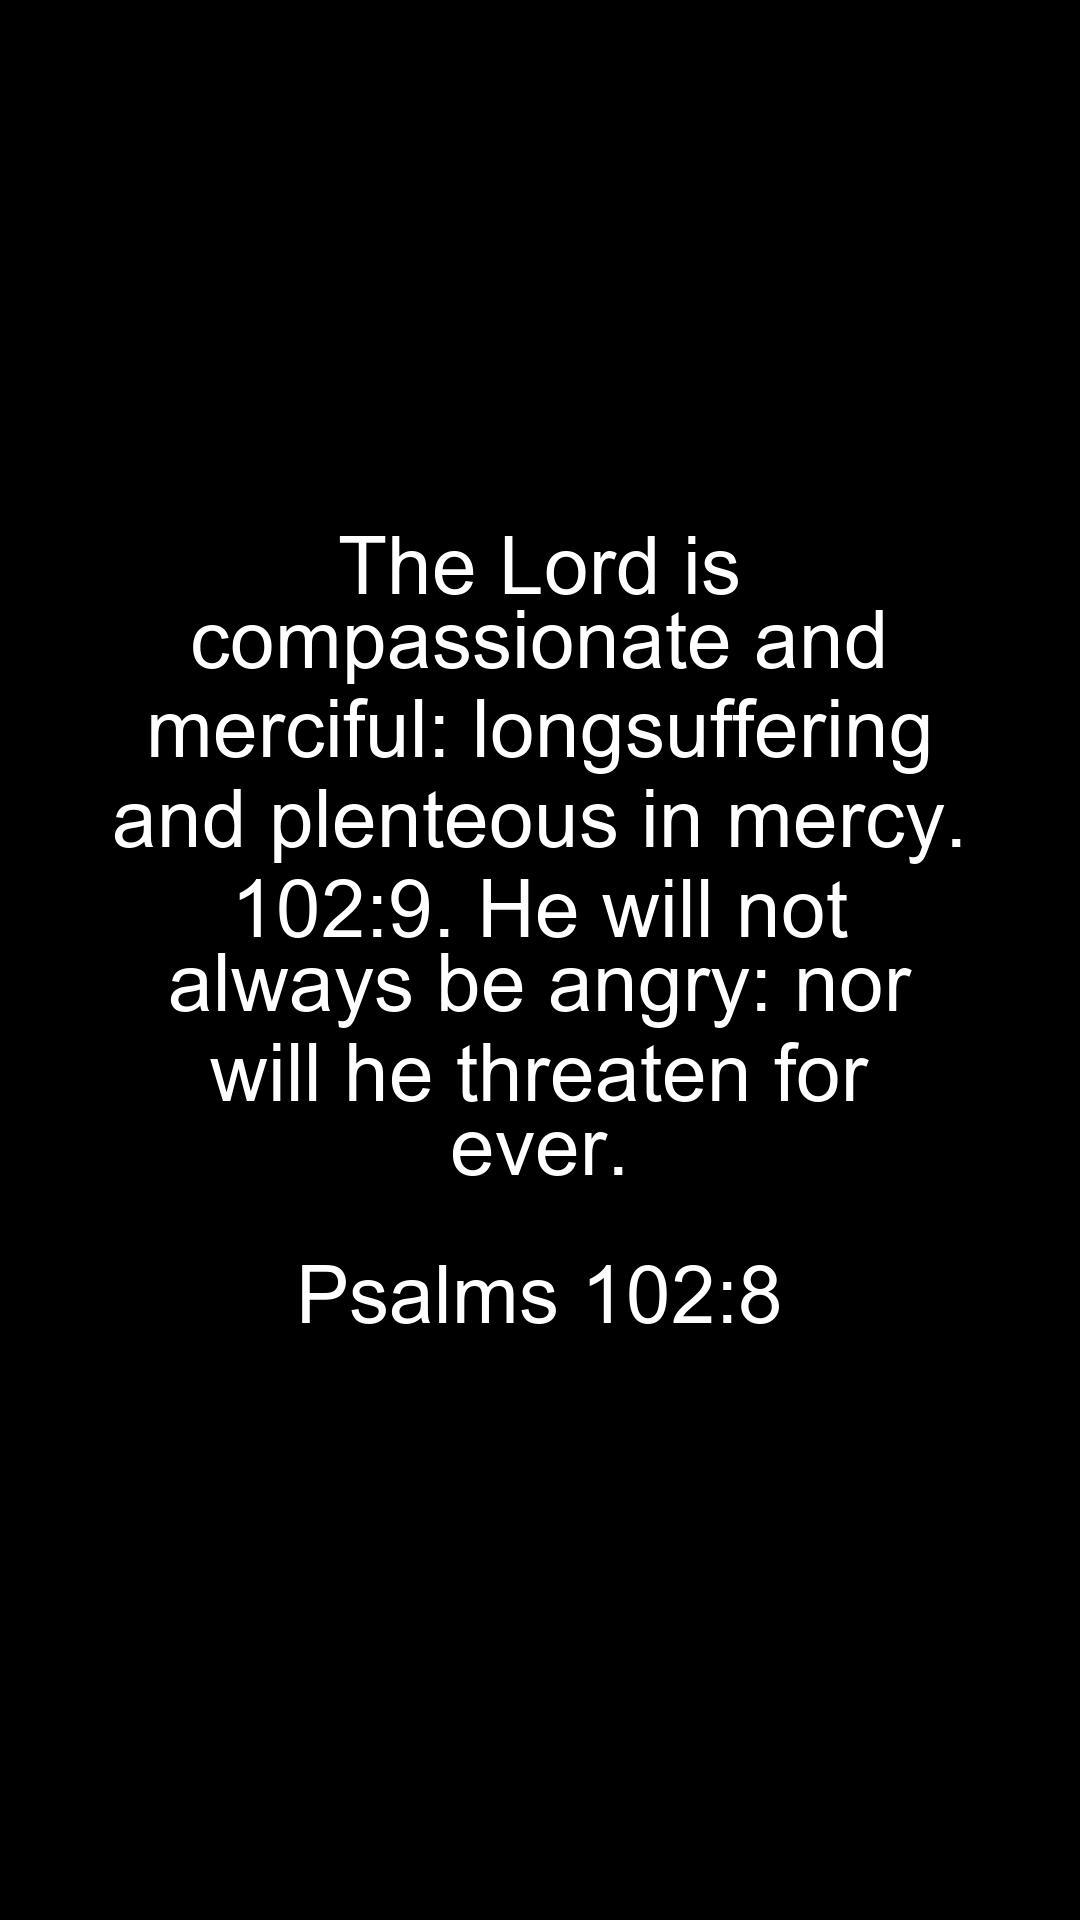 The Lord is
compassionate and
merciful: longsuffering
and plenteous in mercy.
102:9. He will not
always be angry: nor
will he threaten for
ever.
Psalms 102:8